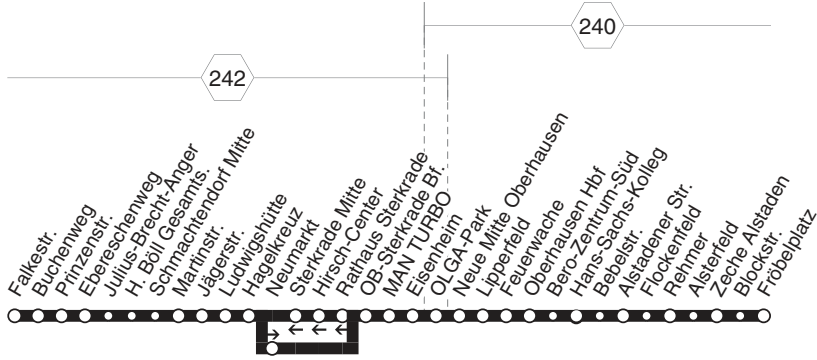 240
242
Falkestr.
Buchenweg
Prinzenstr.
Ebereschenweg
Julius-Brecht-Anger
H. Böll Gesamts.
Schmachtendorf Mitte
Martinstr.
Jägerstr.
Ludwigshütte
Hagelkreuz
Neumarkt
Sterkrade Mitte
Hirsch-Center
Rathaus Sterkrade
OB-Sterkrade Bf.
MAN TURBO
Eisenheim
OLGA-Park
Neue Mitte Oberhausen
Lipperfeld
Feuerwache
Oberhausen Hbf
Bero-Zentrum-Süd
Hans-Sachs-Kolleg
Bebelstr.
Alstadener Str.
Flockenfeld
Rehmer
Alsterfeld
Zeche Alstaden
Blockstr.
Fröbelplatz